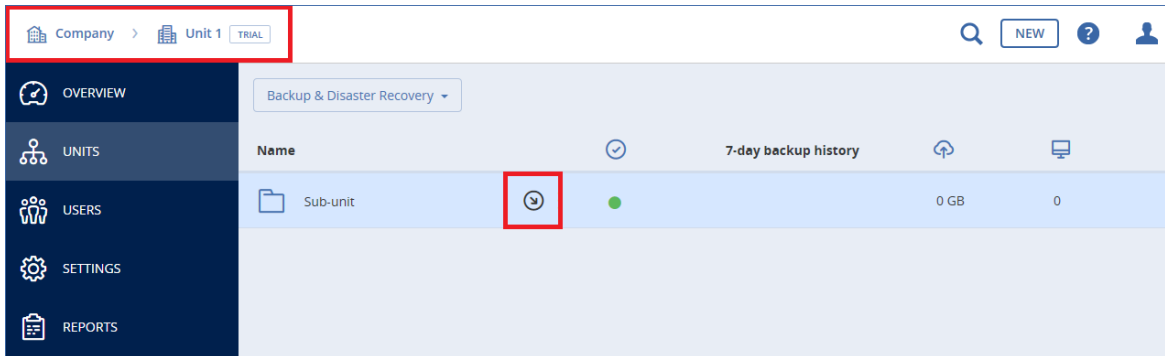 Company > Unit 1 TRIAL
NEW ?
OVERVIEW
Backup & Disaster Recovery
UNITS
Name 7-day backup history
Sub-unit 0 GB 0
USERS
SETTINGS
REPORTS